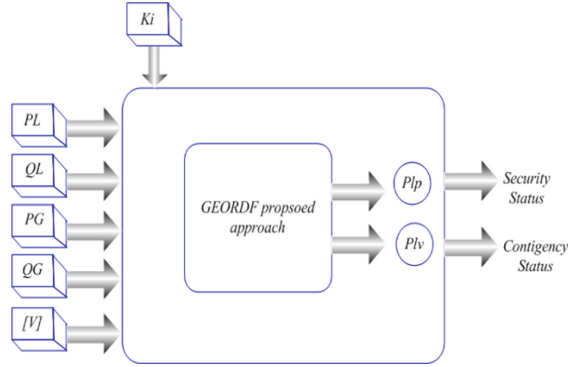 Ki
PL
QL
PG
QG
[V]
GEORDF propsoed
approach
Plp
Plv
Security
Status
Contigency
Status